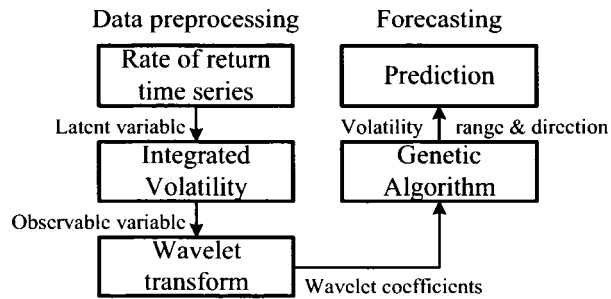 Data preprocessing
Forecasting
Rate of return
time series
Prediction
Latent variable
Volatility
range & direction
Integrated
Volatility
Genetic
Algorithm
Observable variable
Wavelet
transform
Wavelet coefficients